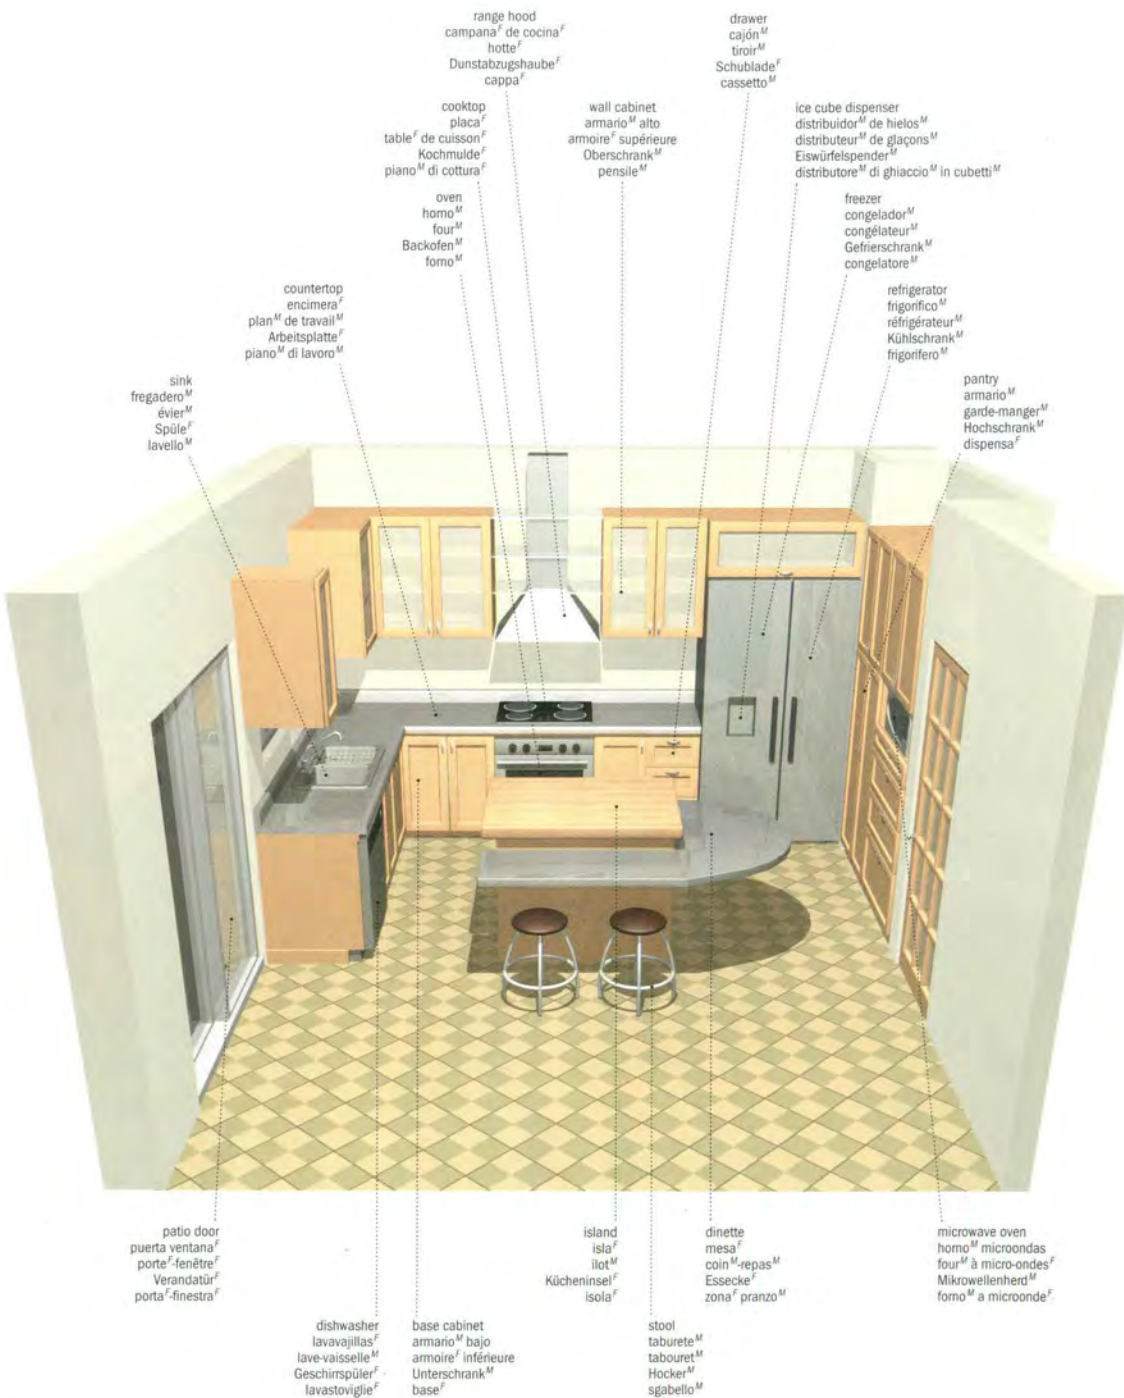 range hood
campana^F de cocina^F
hotte^F
Dunstabzugshaube^F
cappa^F
drawer
cajón^M
tiroir^M
Schublade^F
cassetto^M
cooktop
placa^F
table^F de cuisson^F
Kochmulde^F
piano^M di cottura^F
wall cabinet
armario^M alto
armoire^F supérieure
Oberschrank^M
pensile^M
ice cube dispenser
distribuidor^M de hielos^M
distributeur^M de glaçons^M
Eiswürfelspender^M
distributore^M di ghiaccio^M in cubetti^M
oven
horno^M
four^M
Backofen^M
forno^M
freezer
congelador^M
congélateur^M
Gefrierschrank^M
congelatore^M
countertop
encimera^F
plan^M de travail^M
Arbeitsplatte^F
piano^M di lavoro^M
refrigerator
frigorífico^M
réfrigérateur^M
Kühlschrank^M
frigorifero^M
sink
fregadero^M
évier^M
Spüle^F
lavello^M
pantry
armario^M
garde-manger^M
Hochschrank^M
dispensa^F
patio door
puerta ventana^F
porte^F-fenêtre^F
Verandatür^F
porta^F-finestra^F
island
isla^F
îlot^M
Kücheninsel^F
isola^F
dinette
mesa^F
coin^M-repas^M
Essecke^F
zona^F pranzo^M
microwave oven
horno^M microondas
four^M à micro-ondes^F
Mikrowellenherd^M
forno^M a microonde^F
dishwasher
lavavajillas^F
lave-vaisselle^M
Geschirrspüler^F
lavastoviglie^F
base cabinet
armario^M bajo
armoire^F inférieure
Unterschrank^M
base^F
stool
taburete^M
tabouret^M
Hocker^M
sgabello^M